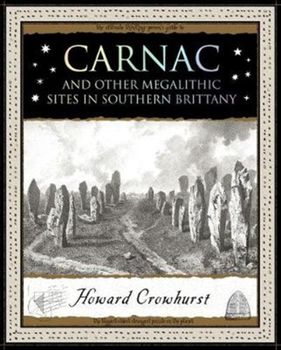 CARNAC
AND OTHER MEGALITHIC
SITES IN SOUTHERN BRITTANY
Howard Crowhurst